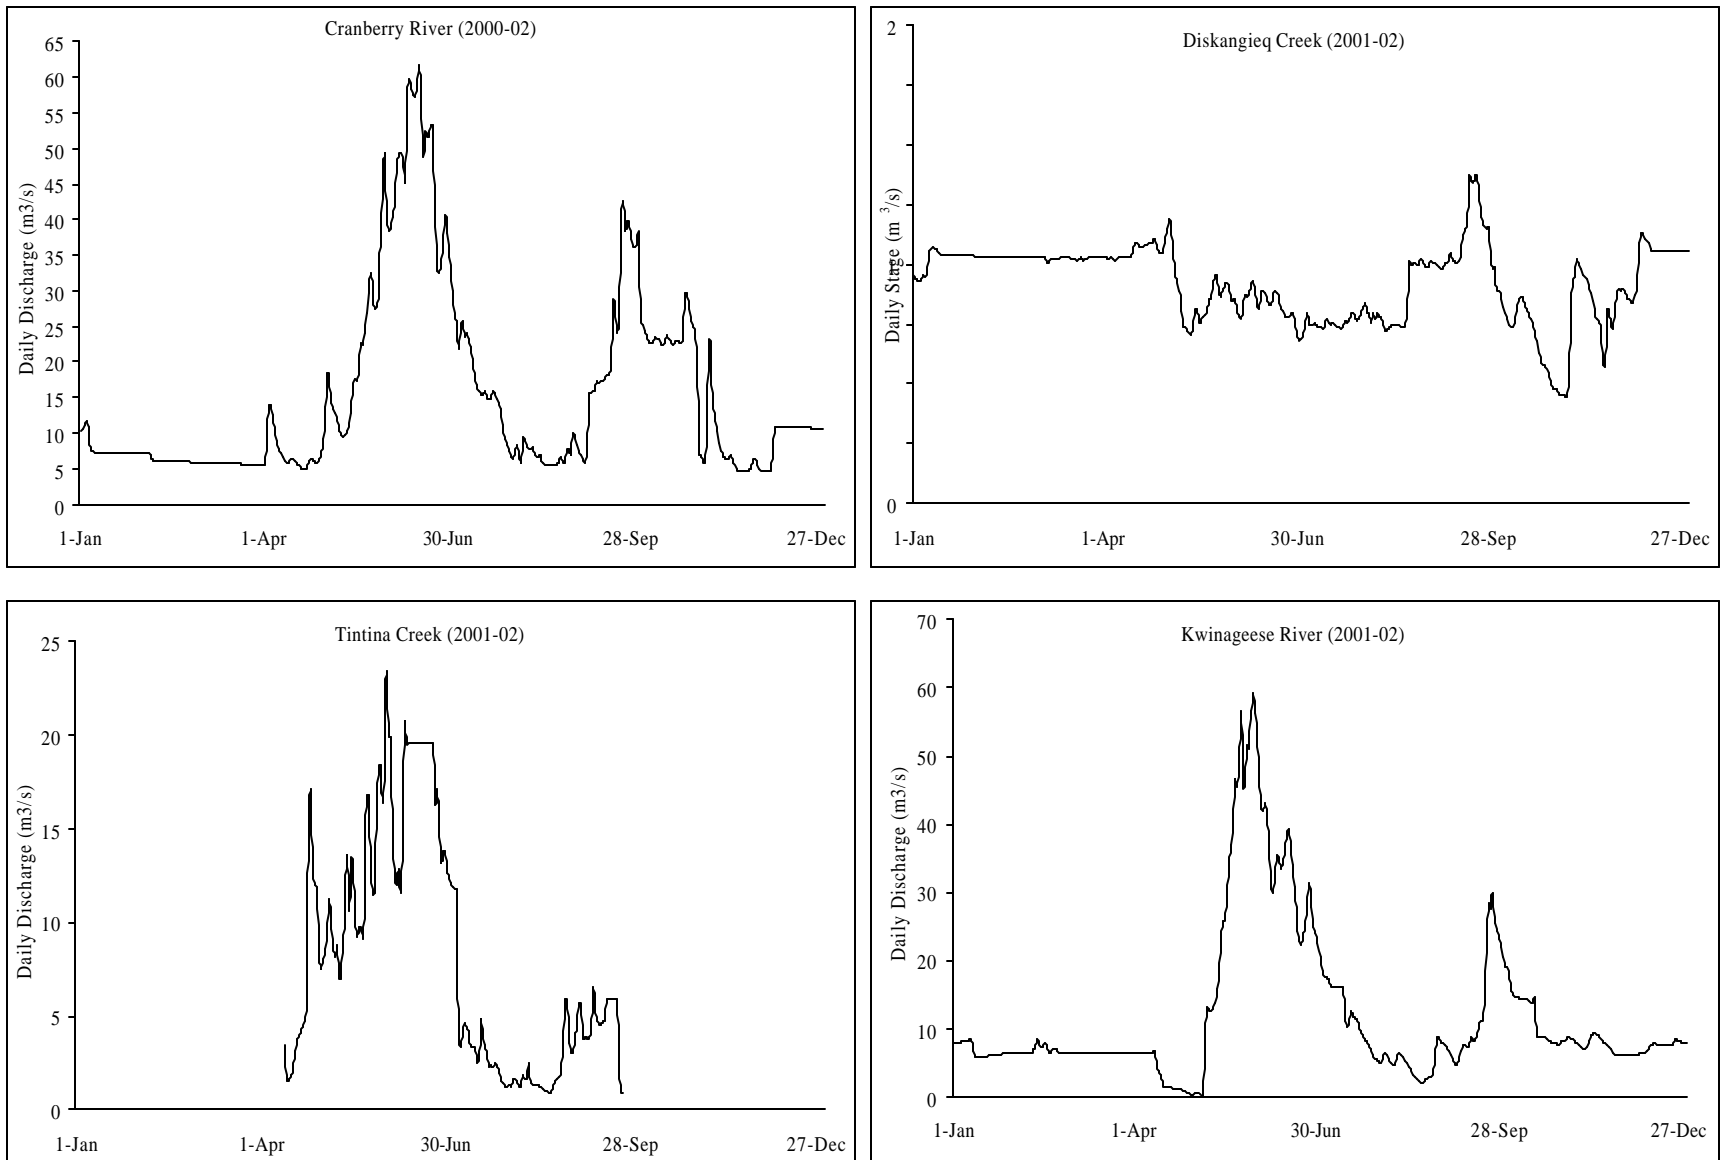 Cranberry River (2000-02)
65
60
55
50
45
40
35
30
25
20
15
10
5
0
Daily Discharge (m3/s)
1-Jan 1-Apr 30-Jun 28-Sep 27-Dec
Diskangieq Creek (2001-02)
2
0
Daily Stage (m 3/s)
1-Jan 1-Apr 30-Jun 28-Sep 27-Dec
Tintina Creek (2001-02)
25
20
15
10
5
0
Daily Discharge (m3/s)
1-Jan 1-Apr 30-Jun 28-Sep 27-Dec
Kwinageese River (2001-02)
70
60
50
40
30
20
10
0
Daily Discharge (m3/s)
1-Jan 1-Apr 30-Jun 28-Sep 27-Dec